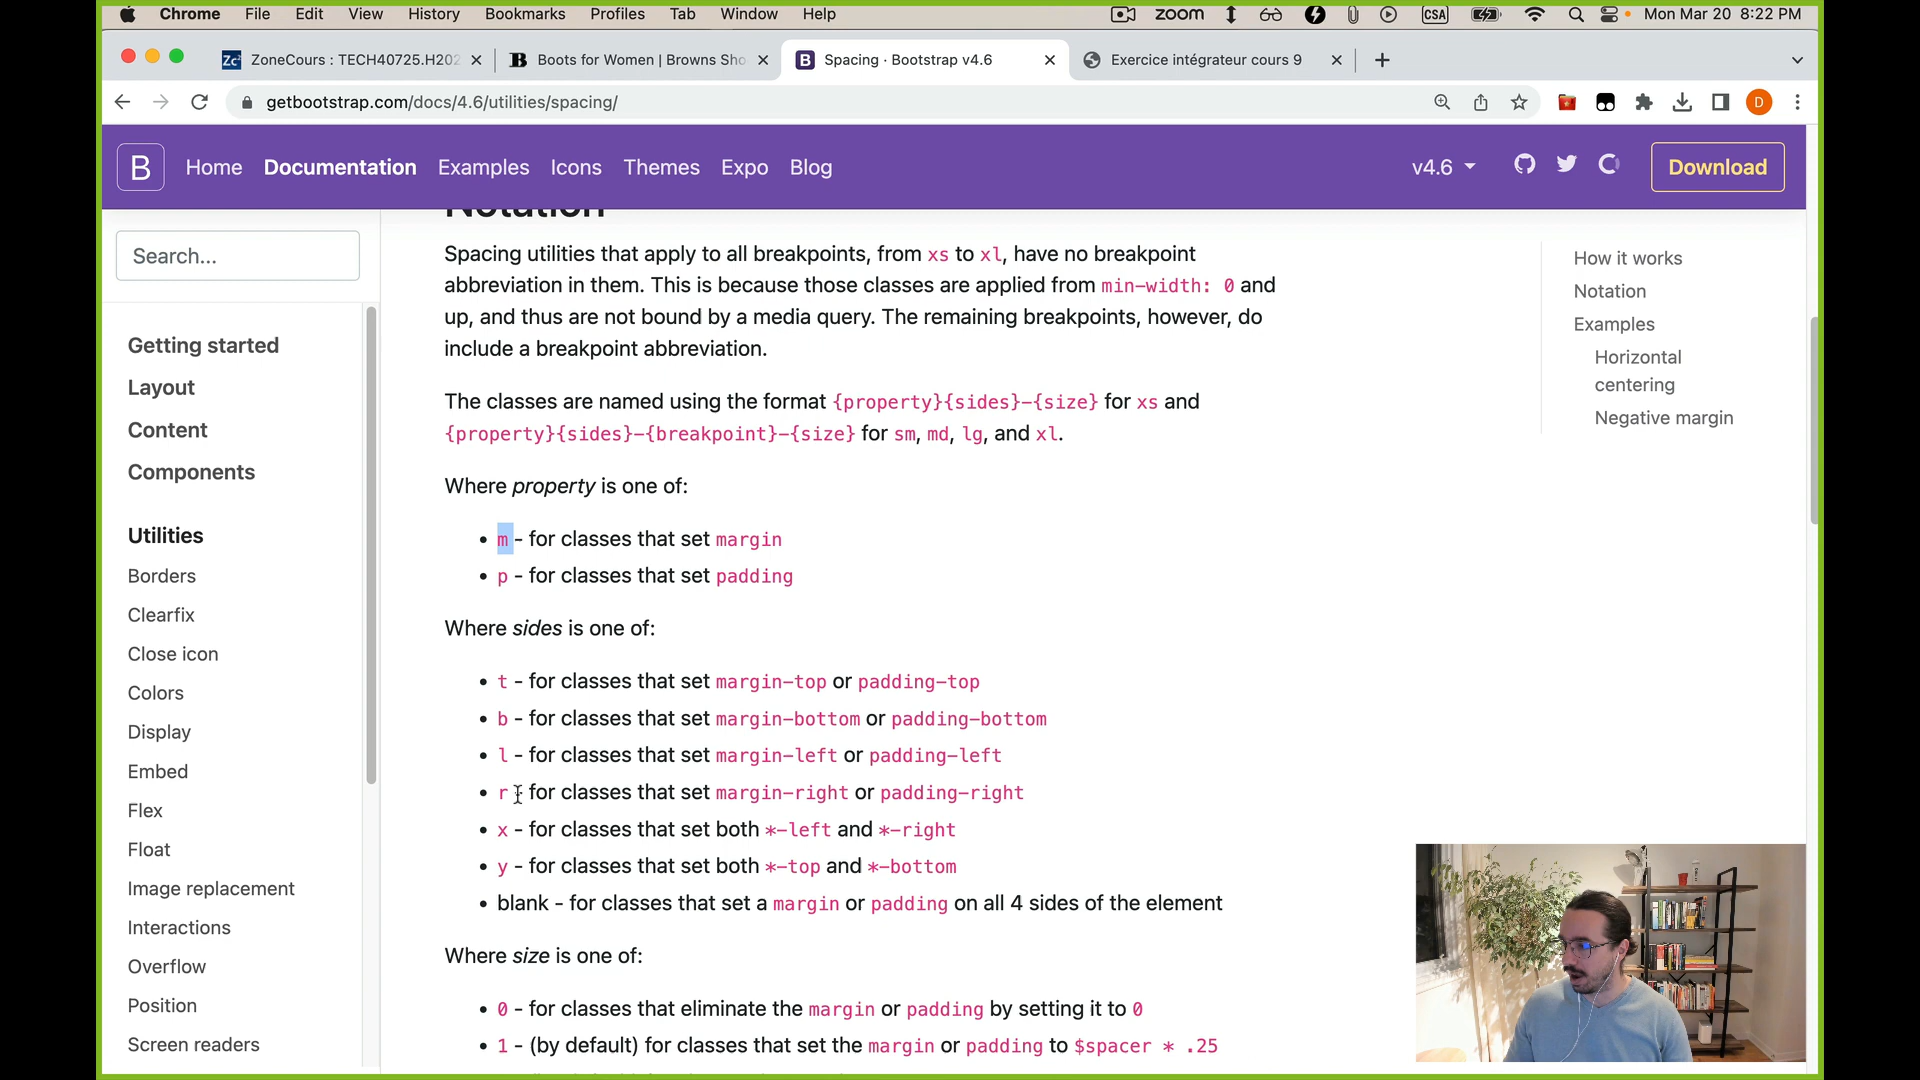 Chrome File Edit View History Bookmarks Profiles Tab Window Help zoom CSA Mon Mar 20 8:22 PM
Zc ZoneCours : TECH40725.H202 B Boots for Women | Browns Sho B Spacing · Bootstrap v4.6 Exercice intégrateur cours 9
getbootstrap.com/docs/4.6/utilities/spacing/ D
B Home Documentation Examples Icons Themes Expo Blog v4.6 Download
Notation
Search...
Getting started
Layout
Content
Components
Utilities
Borders
Clearfix
Close icon
Colors
Display
Embed
Flex
Float
Image replacement
Interactions
Overflow
Position
Screen readers
Spacing utilities that apply to all breakpoints, from xs to xl, have no breakpoint
abbreviation in them. This is because those classes are applied from min-width: 0 and
up, and thus are not bound by a media query. The remaining breakpoints, however, do
include a breakpoint abbreviation.
The classes are named using the format {property}{sides}-{size} for xs and
{property}{sides}-{breakpoint}-{size} for sm, md, lg, and xl.
Where property is one of:
• m - for classes that set margin
• p - for classes that set padding
Where sides is one of:
• t - for classes that set margin-top or padding-top
• b - for classes that set margin-bottom or padding-bottom
• l - for classes that set margin-left or padding-left
• r - for classes that set margin-right or padding-right
• x - for classes that set both *-left and *-right
• y - for classes that set both *-top and *-bottom
• blank - for classes that set a margin or padding on all 4 sides of the element
Where size is one of:
• 0 - for classes that eliminate the margin or padding by setting it to 0
• 1 - (by default) for classes that set the margin or padding to $spacer * .25
How it works
Notation
Examples
Horizontal
centering
Negative margin